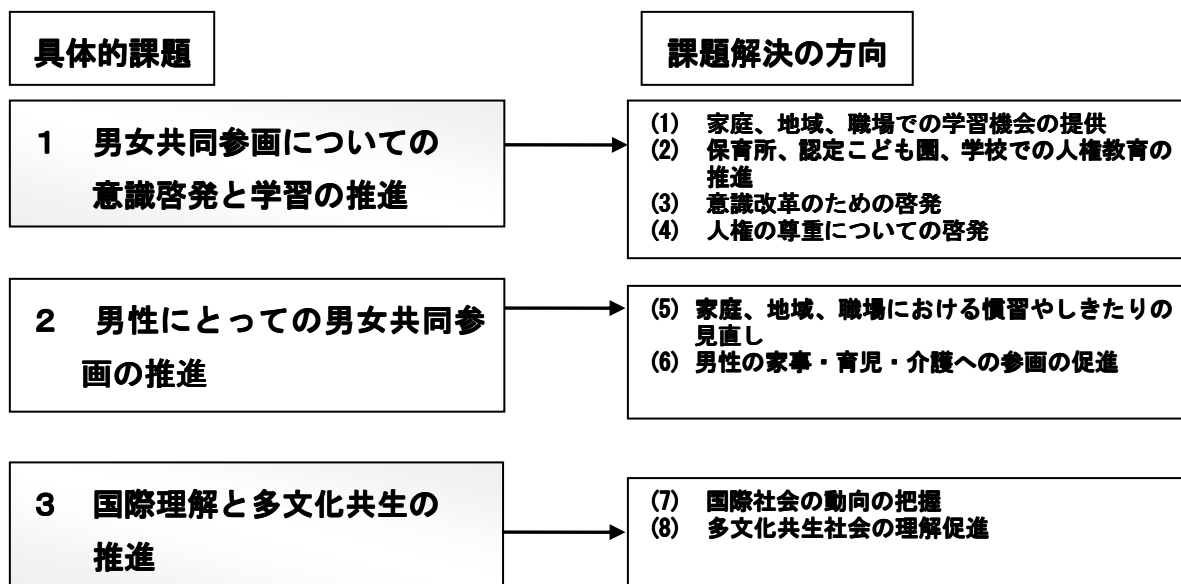 具体的課題
課題解決の方向
１　男女共同参画についての
意識啓発と学習の推進
(1)　家庭、地域、職場での学習機会の提供
(2)　保育所、認定こども園、学校での人権教育の
推進
(3)　意識改革のための啓発
(4)　人権の尊重についての啓発
２　男性にとっての男女共同参
画の推進
(5) 家庭、地域、職場における慣習やしきたりの
見直し
(6) 男性の家事・育児・介護への参画の促進
３　国際理解と多文化共生の
推進
(7)　国際社会の動向の把握
(8)　多文化共生社会の理解促進